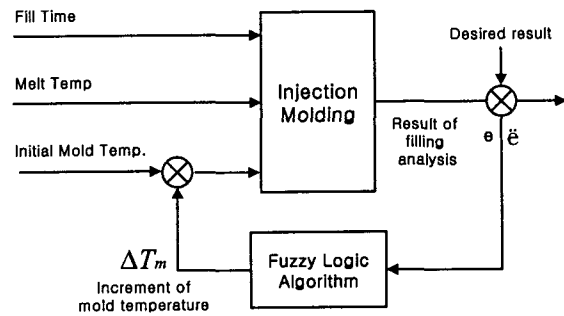 Fill Time
Desired result
Melt Temp
Injection
Molding
Result of
filling
analysis
e ë
Initial Mold Temp.
ΔTm
Increment of
mold temperature
Fuzzy Logic
Algorithm